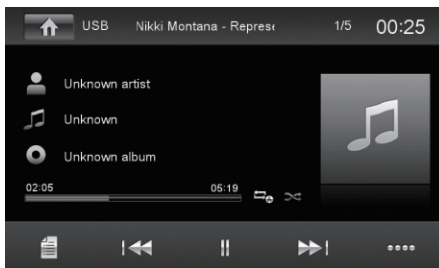 USB Nikki Montana - Represe 1/5 00:25
Unknown artist
Unknown
Unknown album
02:05 05:19